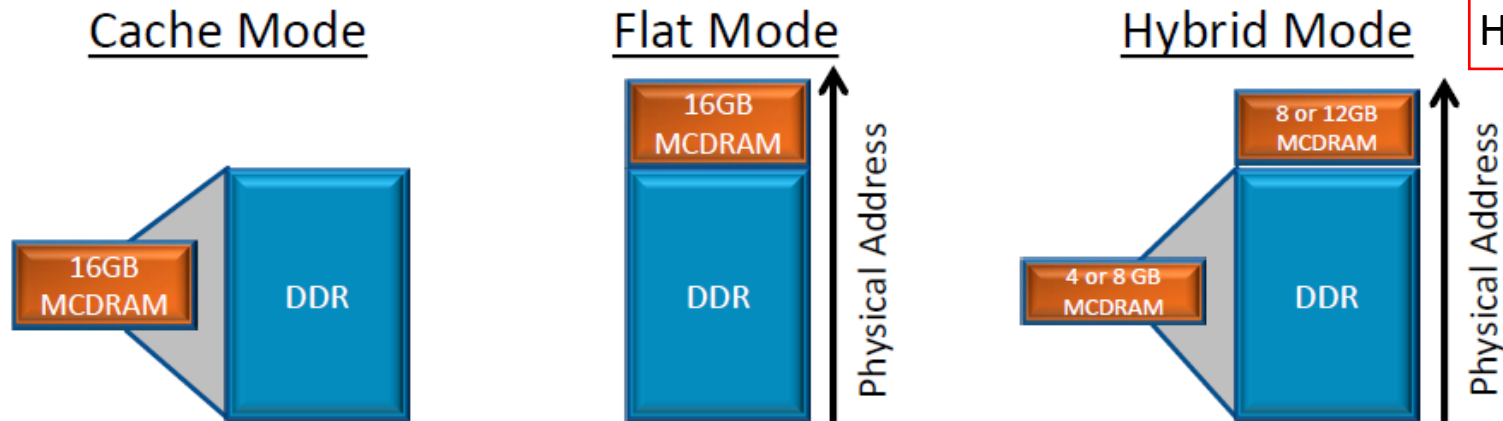 Cache Mode
Flat Mode
Hybrid Mode
H
16GB
MCDRAM
DDR
16GB
MCDRAM
DDR
Physical Address
8 or 12GB
MCDRAM
4 or 8 GB
MCDRAM
DDR
Physical Address